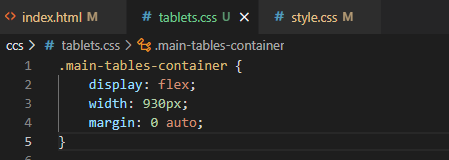 index.html M
# tablets.css U
# style.css M
ccs > # tablets.css > .main-tables-container
1 .main-tables-container {
2 display: flex;
3 width: 930px;
4 margin: 0 auto;
5 }